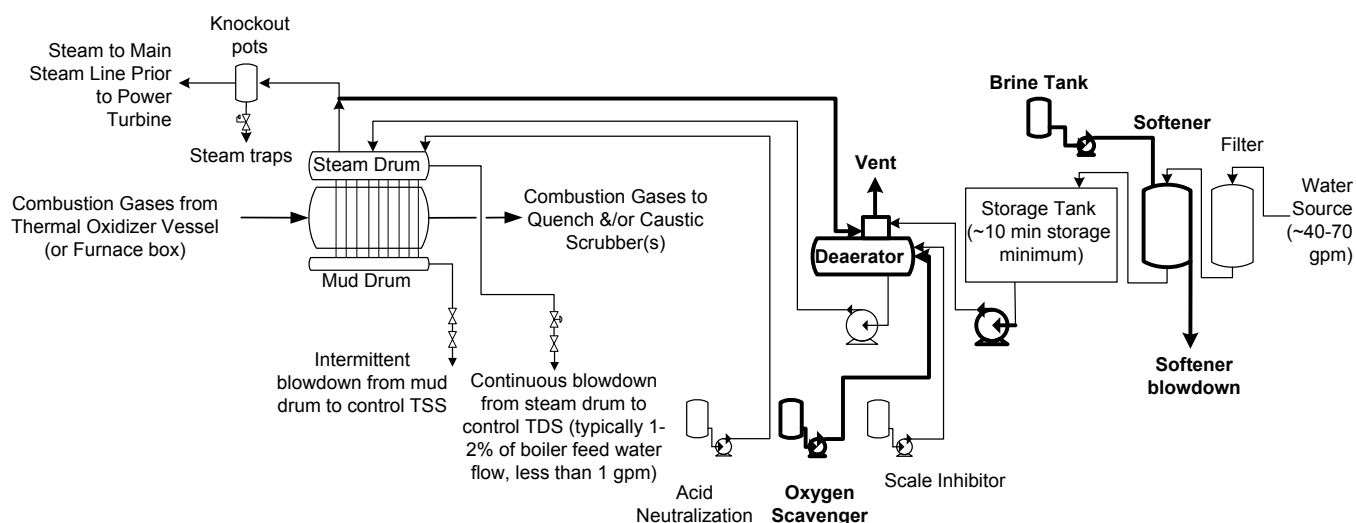 Knockout
pots
Steam to Main
Steam Line Prior
to Power
Turbine
Steam traps
Steam Drum
Combustion Gases from
Thermal Oxidizer Vessel
(or Furnace box)
Mud Drum
Combustion Gases to
Quench &/or Caustic
Scrubber(s)
Intermittent
blowdown from mud
drum to control TSS
Continuous blowdown
from steam drum to
control TDS (typically 1-
2% of boiler feed water
flow, less than 1 gpm)
Vent
Deaerator
Brine Tank
Softener
Filter
Storage Tank
(~10 min storage
minimum)
Water
Source
(~40-70
gpm)
Softener
blowdown
Acid
Neutralization
Oxygen
Scavenger
Scale Inhibitor